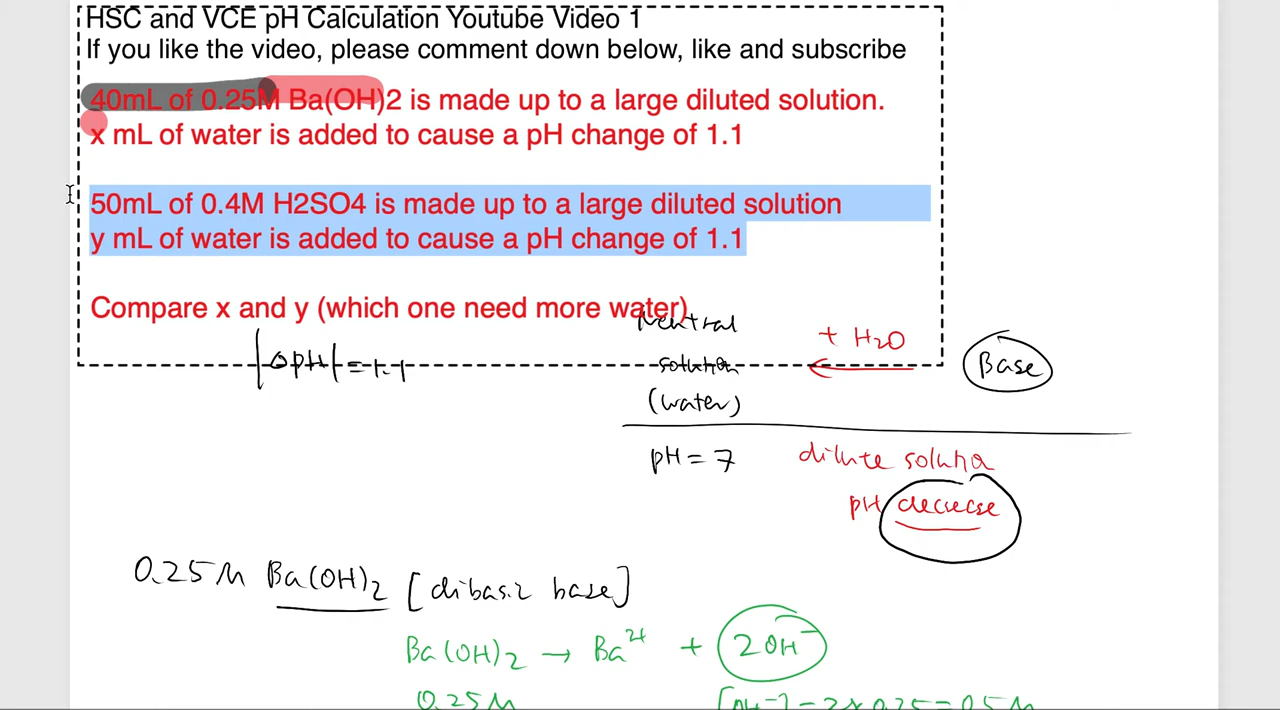 HSC and VCE pH Calculation Youtube Video 1
If you like the video, please comment down below, like and subscribe
40mL of 0.25M Ba(OH)2 is made up to a large diluted solution.
x mL of water is added to cause a pH change of 1.1
50mL of 0.4M H2SO4 is made up to a large diluted solution
y mL of water is added to cause a pH change of 1.1
Compare x and y (which one need more water)
|ΔpH| = 1.1
Neutral
solution
(water)
+ H2O
Base
pH = 7
dilute solution
pH decrease
0.25M Ba(OH)2 [dibasic base]
Ba(OH)2 → Ba2+ + 2OH-
0.25M [OH-] = 2x0.25 = 0.5M